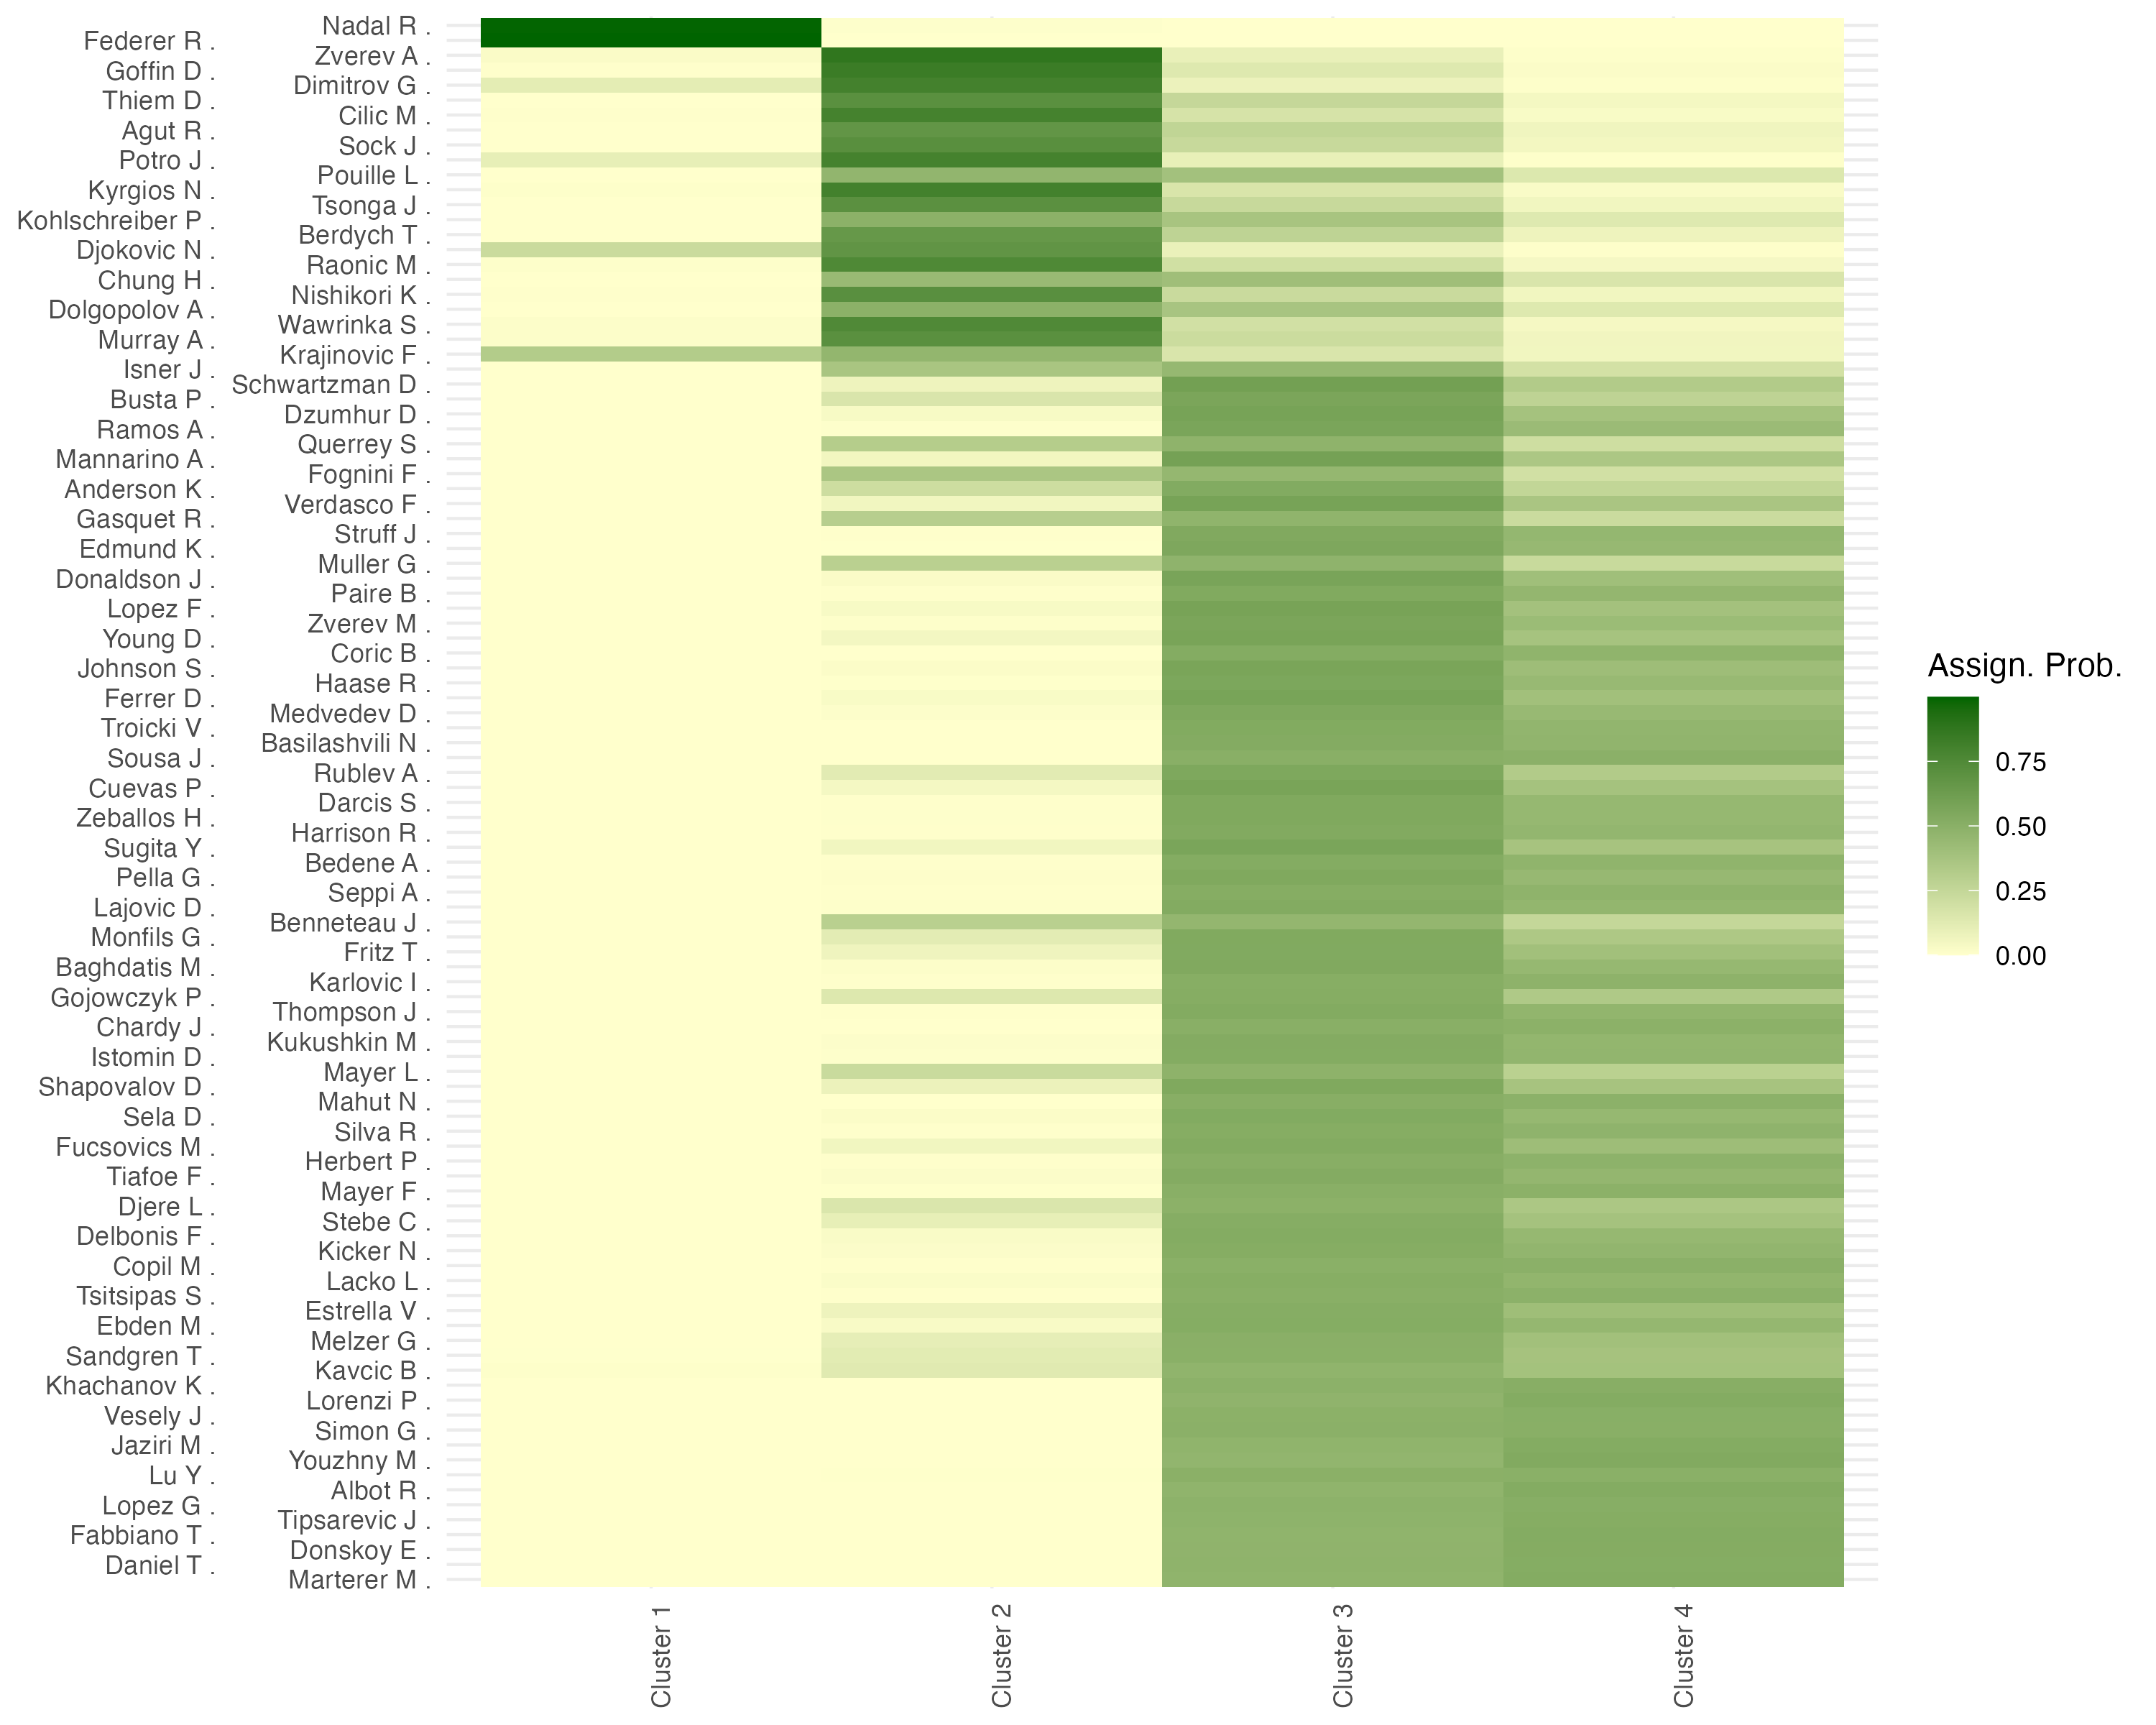 Nadal R .
Federer R .
Zverev A .
Goffin D .
Dimitrov G .
Thiem D .
Cilic M .
Agut R .
Sock J .
Potro J .
Pouille L .
Kyrgios N .
Tsonga J .
Kohlschreiber P .
Berdych T .
Djokovic N .
Raonic M .
Chung H .
Nishikori K .
Dolgopolov A .
Wawrinka S .
Murray A .
Krajinovic F .
Isner J .
Schwartzman D .
Busta P .
Dzumhur D .
Ramos A .
Querrey S .
Mannarino A .
Fognini F .
Anderson K .
Verdasco F .
Gasquet R .
Struff J .
Edmund K .
Muller G .
Donaldson J .
Paire B .
Lopez F .
Zverev M .
Young D .
Coric B .
Johnson S .
Haase R .
Ferrer D .
Medvedev D .
Troicki V .
Basilashvili N .
Sousa J .
Rublev A .
Cuevas P .
Darcis S .
Zeballos H .
Harrison R .
Sugita Y .
Bedene A .
Pella G .
Seppi A .
Lajovic D .
Benneteau J .
Monfils G .
Fritz T .
Baghdatis M .
Karlovic I .
Gojowczyk P .
Thompson J .
Chardy J .
Kukushkin M .
Istomin D .
Mayer L .
Shapovalov D .
Mahut N .
Sela D .
Silva R .
Fucsovics M .
Herbert P .
Tiafoe F .
Mayer F .
Djere L .
Stebe C .
Delbonis F .
Kicker N .
Copil M .
Lacko L .
Tsitsipas S .
Estrella V .
Ebden M .
Melzer G .
Sandgren T .
Kavcic B .
Khachanov K .
Lorenzi P .
Vesely J .
Simon G .
Jaziri M .
Youzhny M .
Lu Y .
Albot R .
Lopez G .
Tipsarevic J .
Fabbiano T .
Donskoy E .
Daniel T .
Marterer M .
Cluster 1
Cluster 2
Cluster 3
Cluster 4
Assign. Prob.
0.75
0.50
0.25
0.00